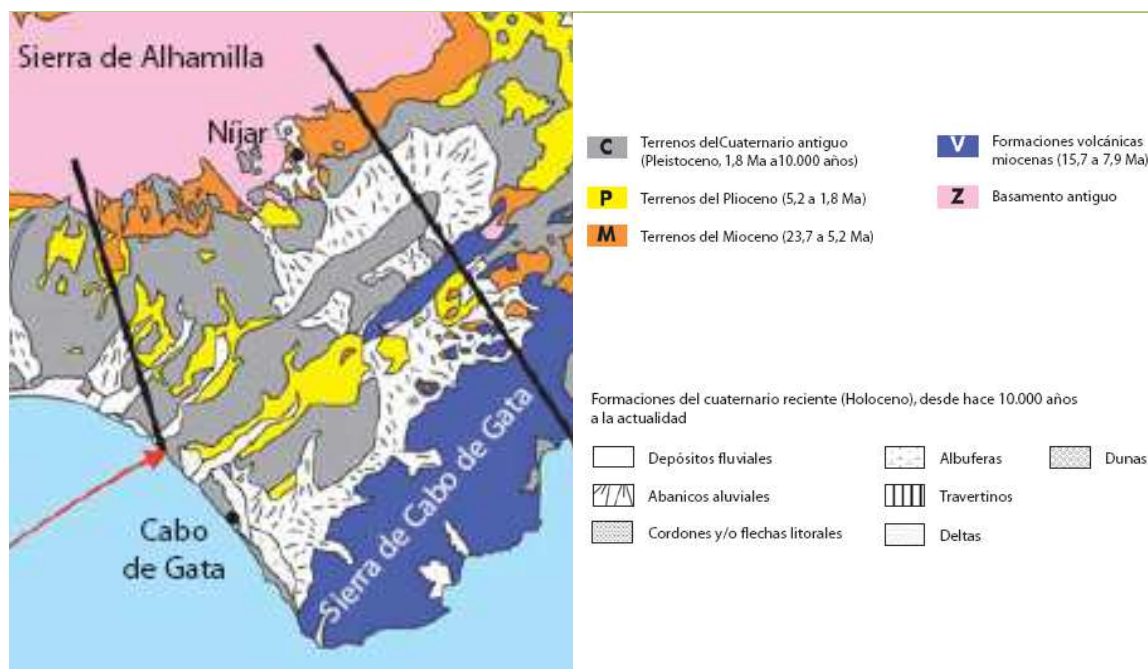 Sierra de Alhamilla
Níjar
Cabo
de Gata
Sierra de Cabo de Gata
C Terrenos delCuaternario antiguo
(Pleistoceno, 1,8 Ma a10.000 años)
P Terrenos del Plioceno (5,2 a 1,8 Ma)
M Terrenos del Mioceno (23,7 a 5,2 Ma)
V Formaciones volcánicas
miocenas (15,7 a 7,9 Ma)
Z Basamento antiguo
Formaciones del cuaternario reciente (Holoceno), desde hace 10.000 años
a la actualidad
Depósitos fluviales
Abanicos aluviales
Cordones y/o flechas litorales
Albuferas
Travertinos
Deltas
Dunas